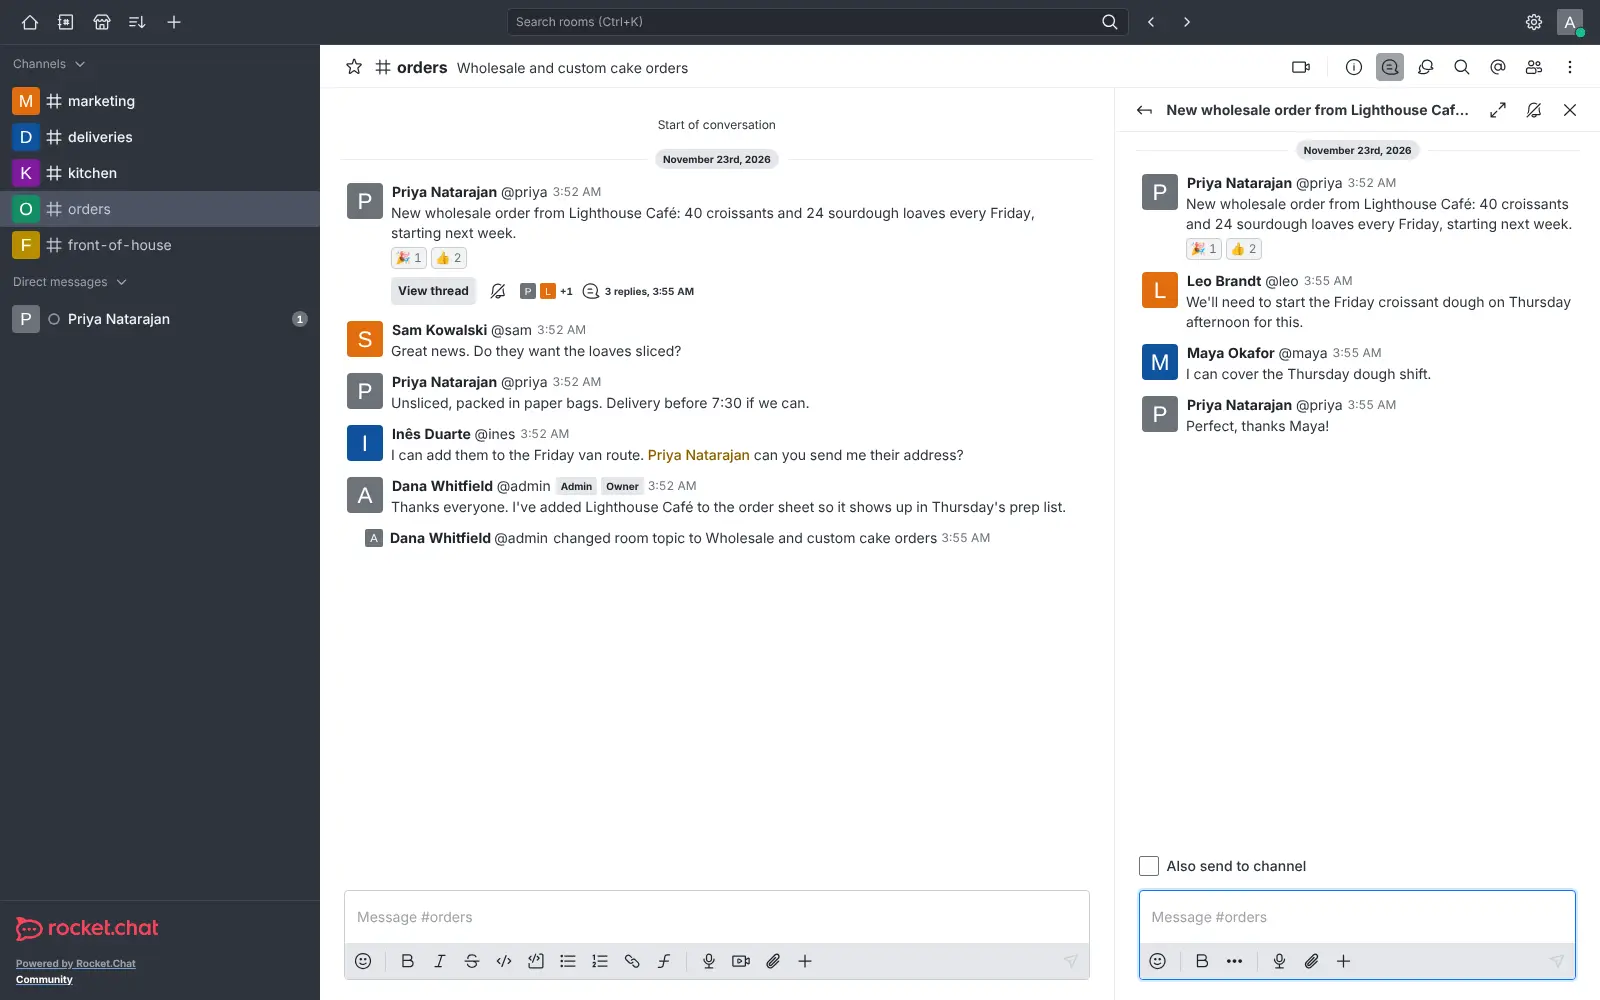 Search rooms (Ctrl+K)
A
Channels
M marketing
D deliveries
K kitchen
O orders
F front-of-house
Direct messages
P Priya Natarajan 1
rocket.chat
Powered by Rocket.Chat
Community
orders Wholesale and custom cake orders
Start of conversation
November 23rd, 2026
P Priya Natarajan @priya 3:52 AM
New wholesale order from Lighthouse Café: 40 croissants and 24 sourdough loaves every Friday,
starting next week.
🎉 1 👍 2
View thread P L +1 3 replies, 3:55 AM
S Sam Kowalski @sam 3:52 AM
Great news. Do they want the loaves sliced?
P Priya Natarajan @priya 3:52 AM
Unsliced, packed in paper bags. Delivery before 7:30 if we can.
I Inês Duarte @ines 3:52 AM
I can add them to the Friday van route. Priya Natarajan can you send me their address?
A Dana Whitfield @admin Admin Owner 3:52 AM
Thanks everyone. I've added Lighthouse Café to the order sheet so it shows up in Thursday's prep list.
A Dana Whitfield @admin changed room topic to Wholesale and custom cake orders 3:55 AM
Message #orders
New wholesale order from Lighthouse Caf...
November 23rd, 2026
P Priya Natarajan @priya 3:52 AM
New wholesale order from Lighthouse Café: 40 croissants
and 24 sourdough loaves every Friday, starting next week.
🎉 1 👍 2
L Leo Brandt @leo 3:55 AM
We'll need to start the Friday croissant dough on Thursday
afternoon for this.
M Maya Okafor @maya 3:55 AM
I can cover the Thursday dough shift.
P Priya Natarajan @priya 3:55 AM
Perfect, thanks Maya!
Also send to channel
Message #orders